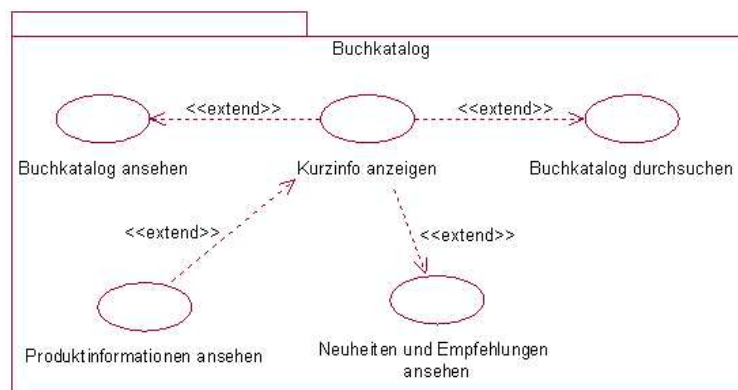 Buchkatalog
<<extend>>
<<extend>>
Buchkatalog ansehen
Kurzinfo anzeigen
Buchkatalog durchsuchen
<<extend>>
<<extend>>
Produktinformationen ansehen
Neuheiten und Empfehlungen
ansehen